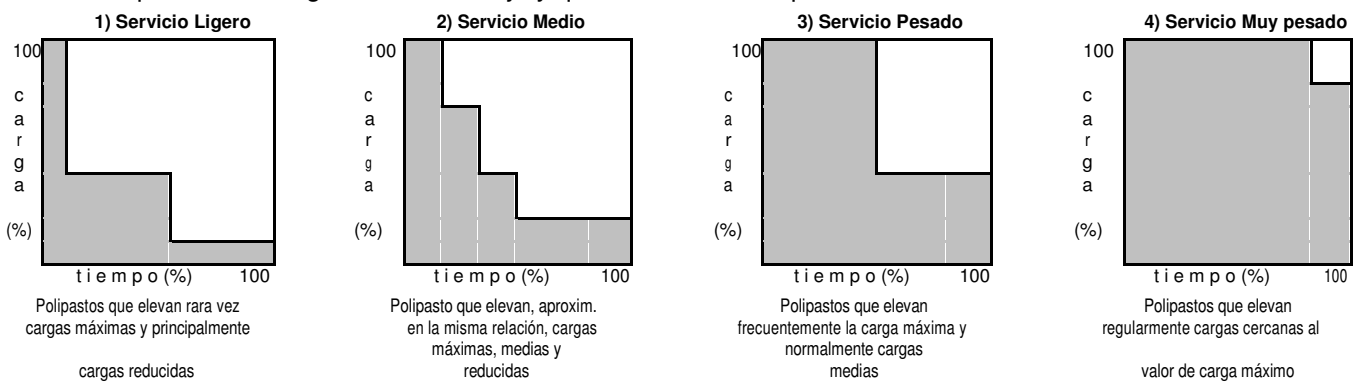 1) Servicio Ligero
100
c
a
r
g
a
(%)
t i e m p o (%) 100
Polipastos que elevan rara vez
cargas máximas y principalmente
cargas reducidas
2) Servicio Medio
100
c
a
r
g
a
(%)
t i e m p o (%) 100
Polipasto que elevan, aproxim.
en la misma relación, cargas
máximas, medias y
reducidas
3) Servicio Pesado
100
c
a
r
g
a
(%)
t i e m p o (%) 100
Polipastos que elevan
frecuentemente la carga máxima y
normalmente cargas
medias
4) Servicio Muy pesado
100
c
a
r
g
a
(%)
t i e m p o (%) 100
Polipastos que elevan
regularmente cargas cercanas al
valor de carga máximo